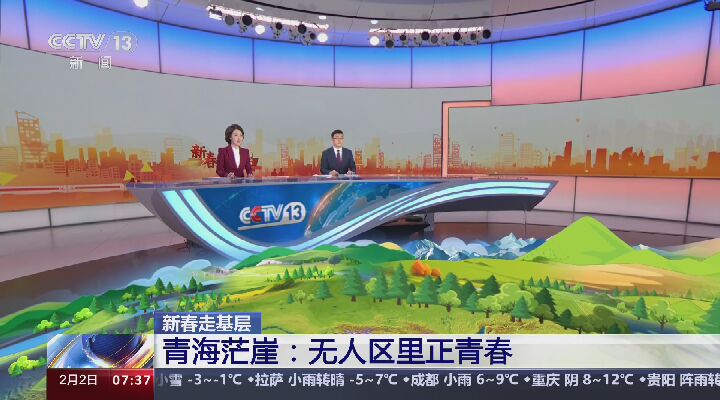 CCTV 13
新闻
新春
CCTV 13
新春走基层
青海茫崖：无人区里正青春
2月2日 07:37 小雪 -3~-1℃ ◆拉萨 小雨转晴 -5~7℃ ◆成都 小雨 6~9℃ ◆重庆 阴 8~12℃ ◆贵阳 阵雨转